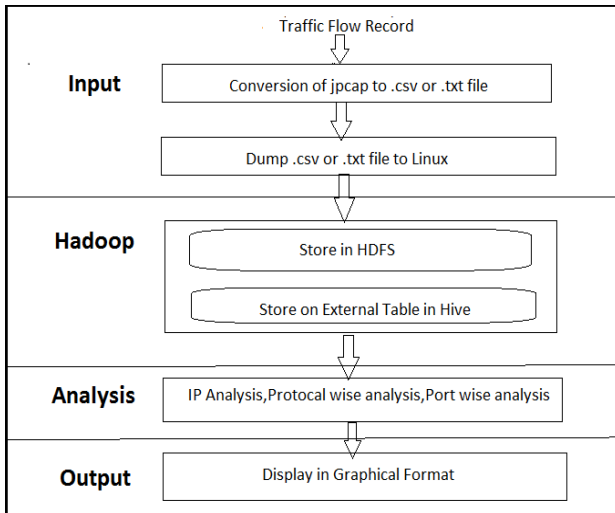 Traffic Flow Record
Input
Conversion of jpcap to .csv or .txt file
Dump .csv or .txt file to Linux
Hadoop
Store in HDFS
Store on External Table in Hive
Analysis
IP Analysis,Protocal wise analysis,Port wise analysis
Output
Display in Graphical Format